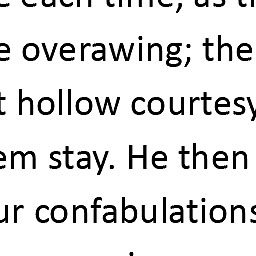 e each time, as t
e overawing; the
t hollow courtesy
em stay. He then
ur confabulations